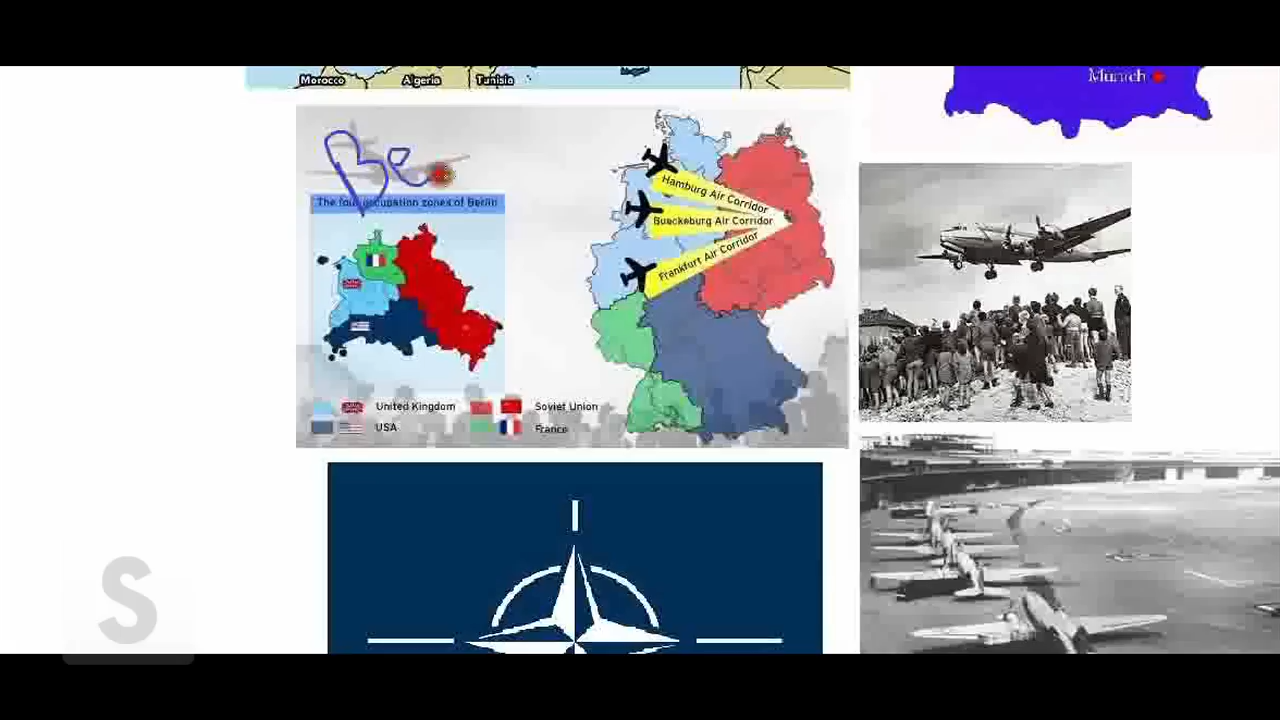 Morocco
Algeria
Tunisia
Munich
Be
The four occupation zones of Berlin
Hamburg Air Corridor
Bueckeburg Air Corridor
Frankfurt Air Corridor
United Kingdom
Soviet Union
USA
France
S